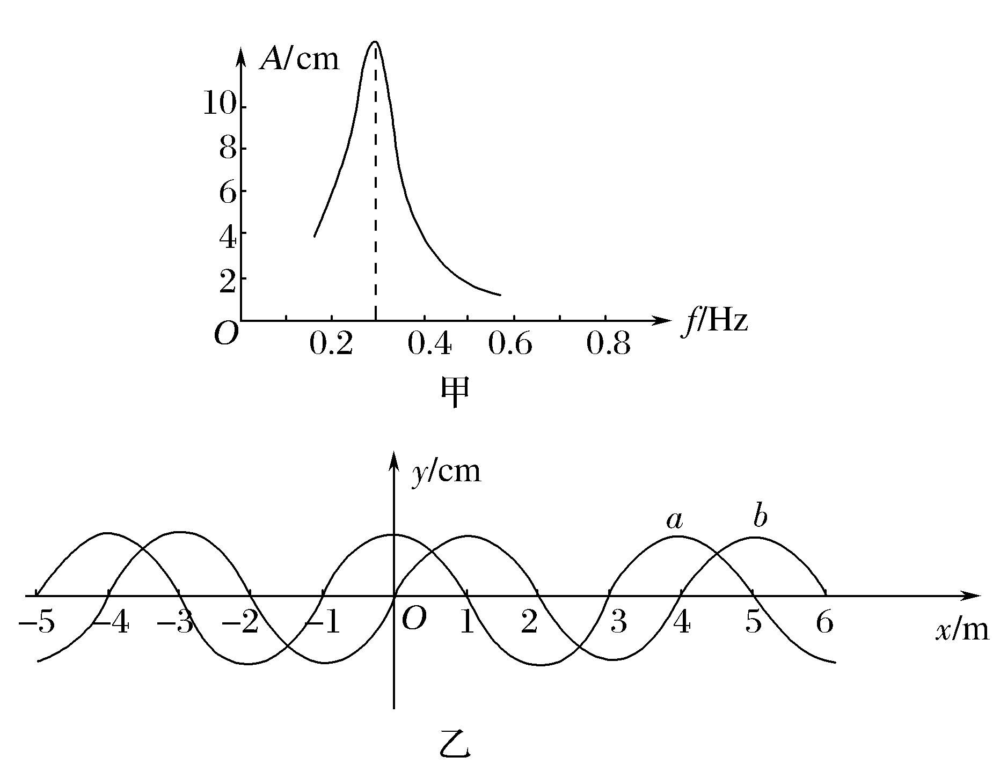 A/cm
10
8
6
4
2
O
0.2 0.4 0.6 0.8
f/Hz
甲
y/cm
a b
–5 –4 –3 –2 –1 O 1 2 3 4 5 6
x/m
乙